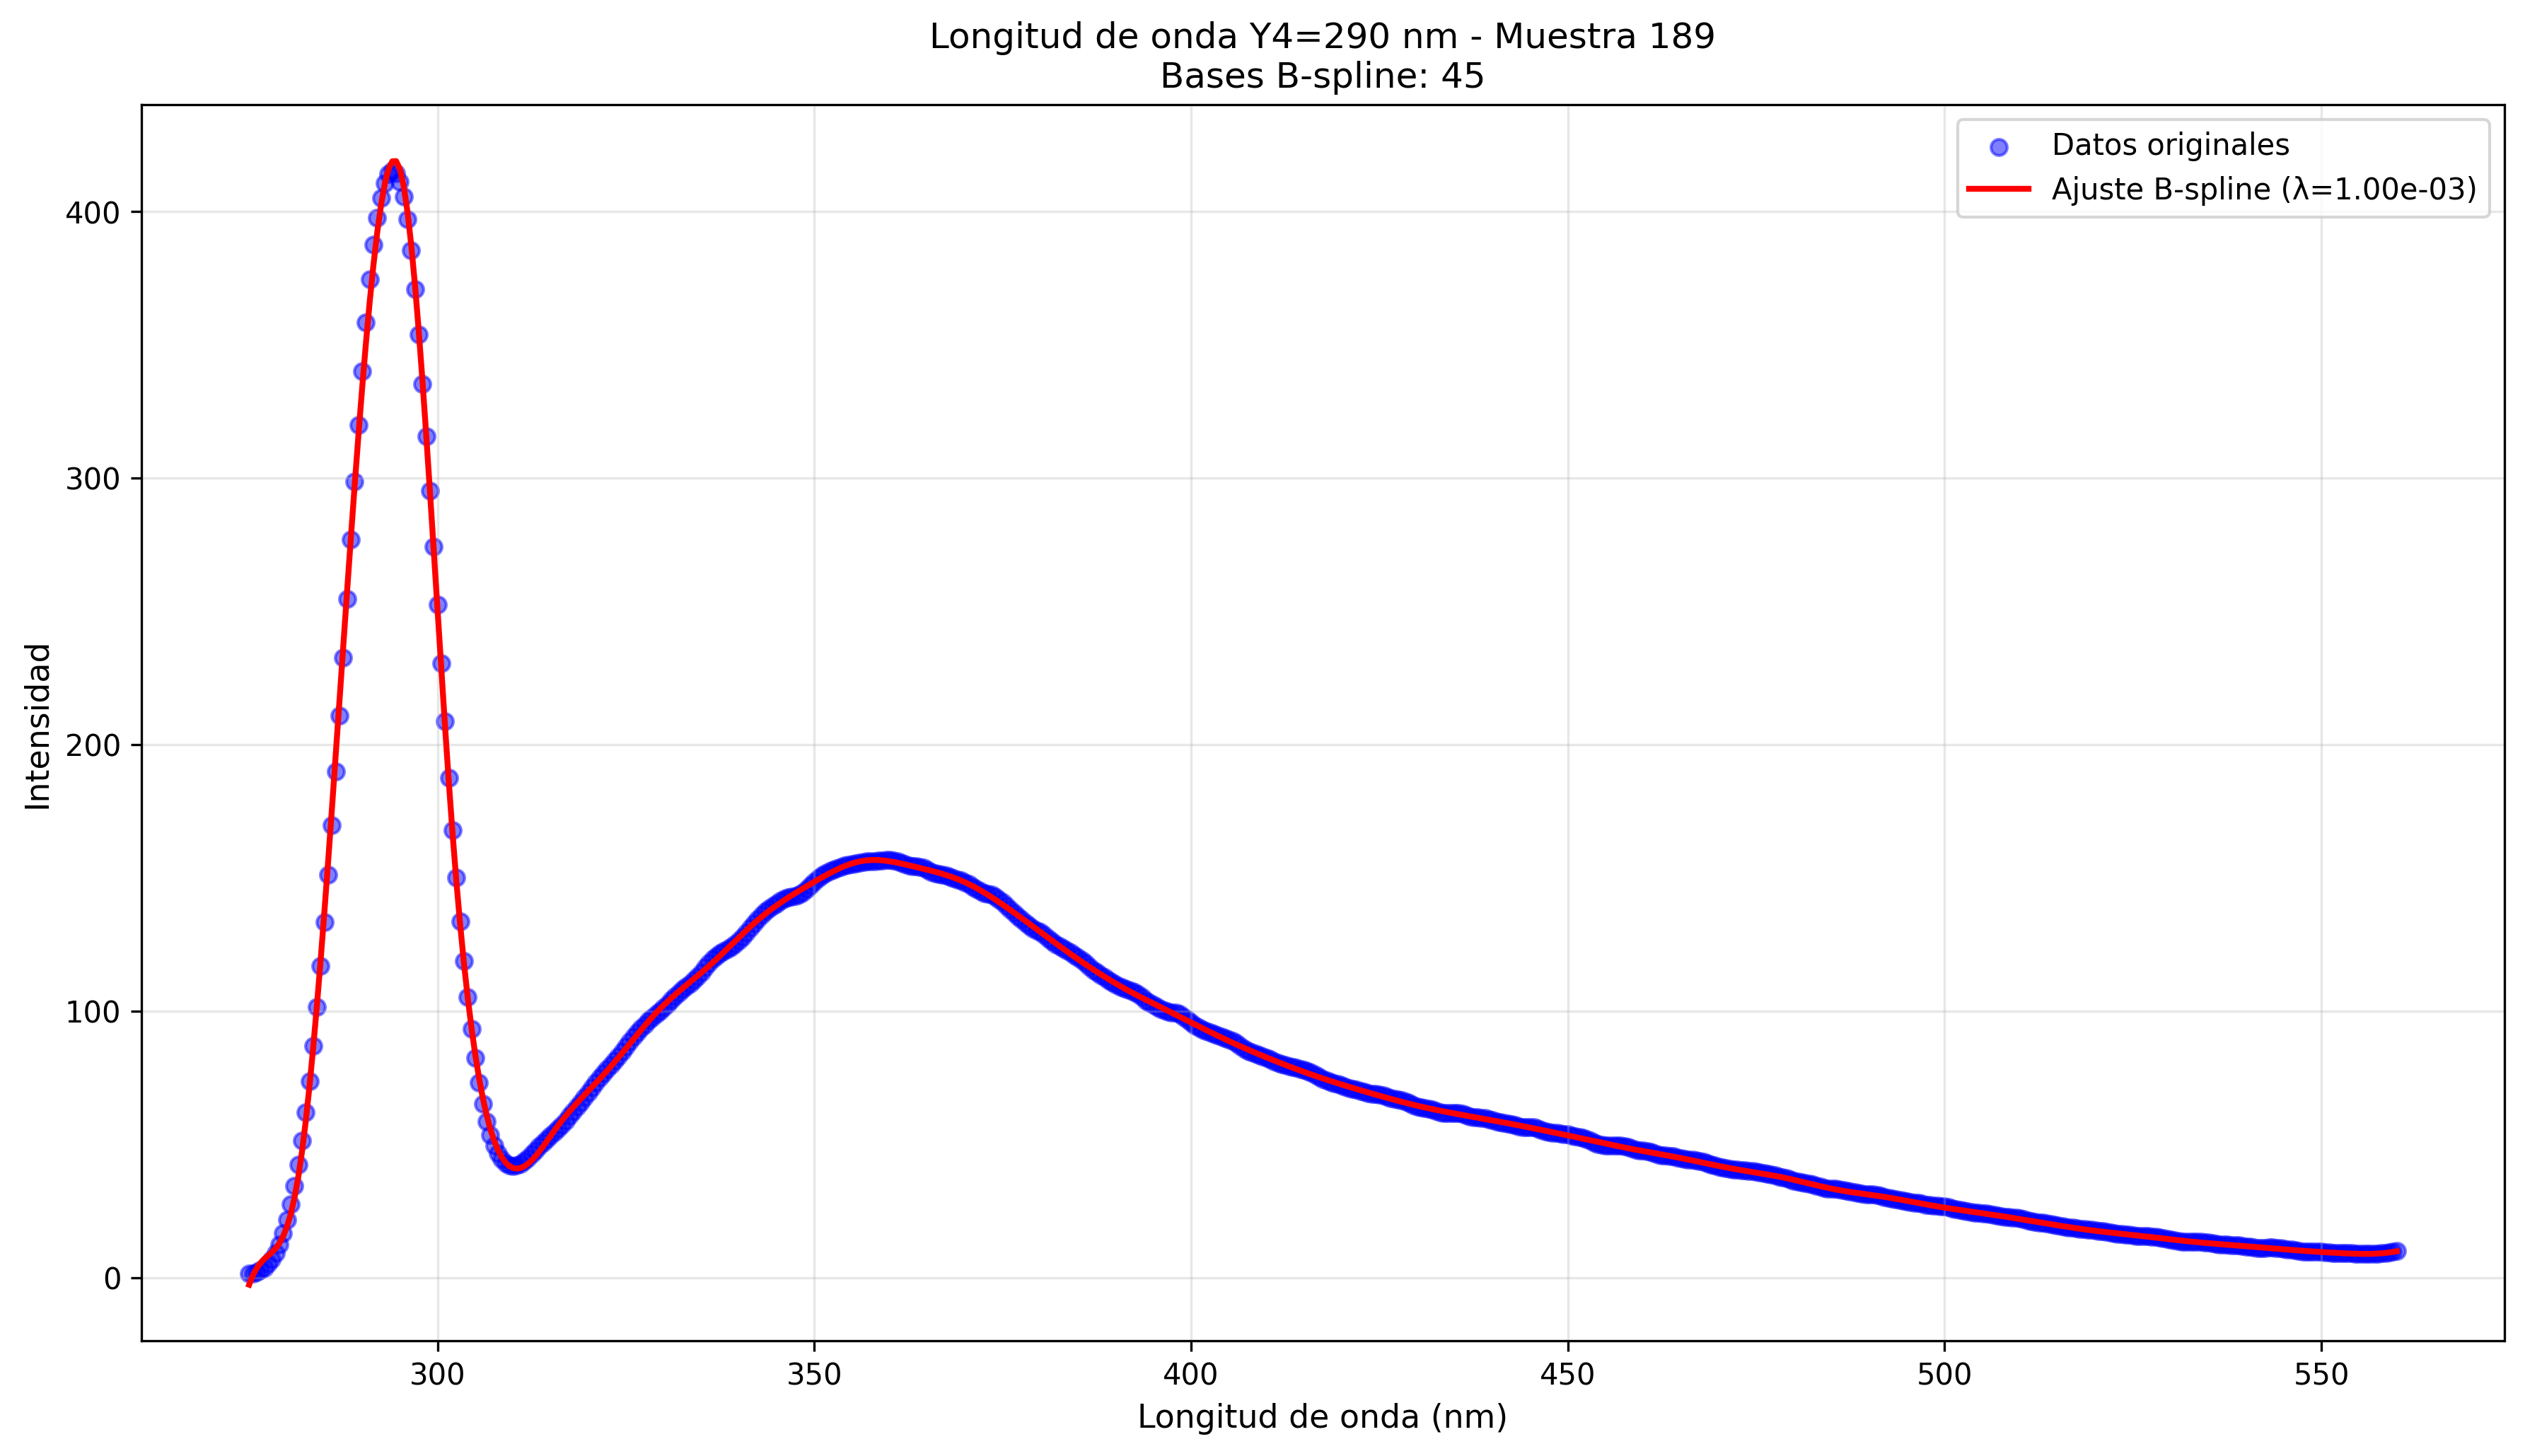 Longitud de onda Y4=290 nm - Muestra 189
Bases B-spline: 45
Datos originales
Ajuste B-spline (λ=1.00e-03)
Intensidad
400
300
200
100
0
300
350
400
450
500
550
Longitud de onda (nm)